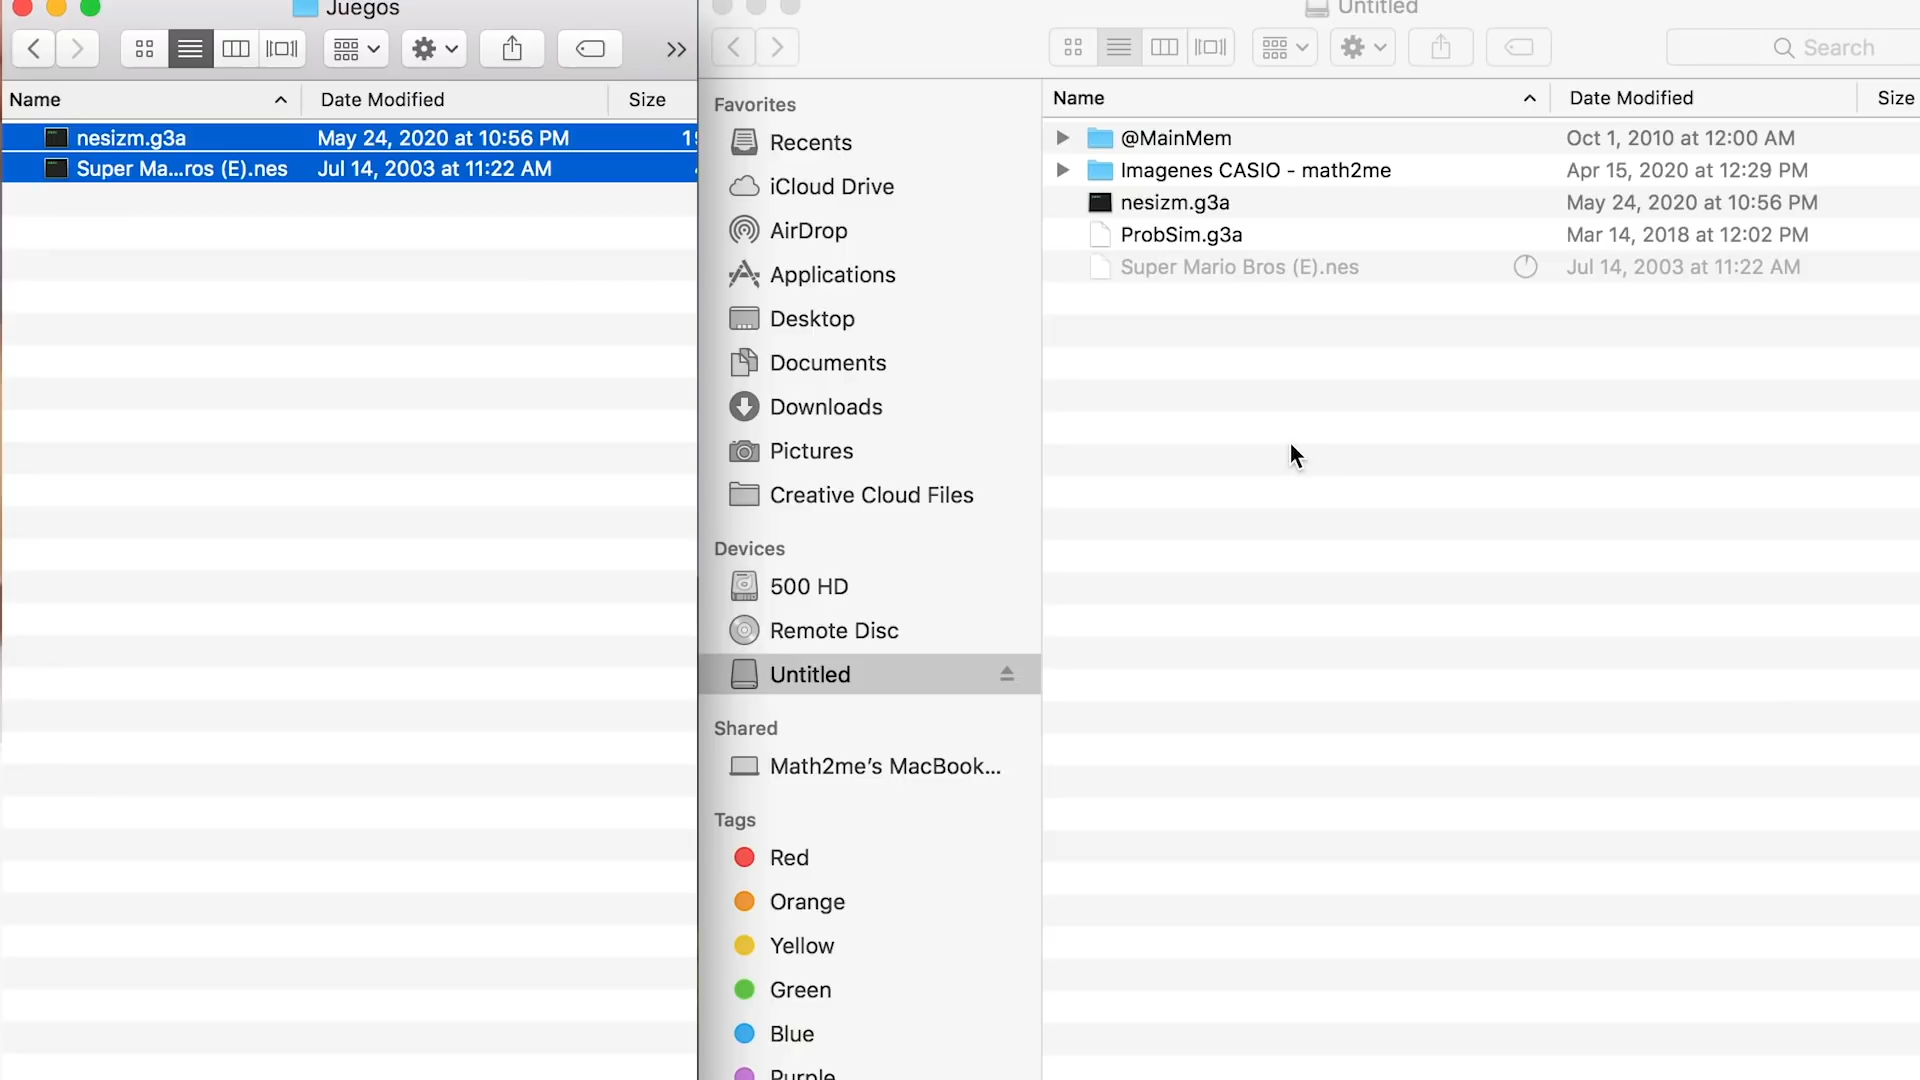 Juegos
Name
Date Modified
Size
nesizm.g3a
May 24, 2020 at 10:56 PM
Super Ma...ros (E).nes
Jul 14, 2003 at 11:22 AM
Untitled
Search
Favorites
Recents
iCloud Drive
AirDrop
Applications
Desktop
Documents
Downloads
Pictures
Creative Cloud Files
Devices
500 HD
Remote Disc
Untitled
Shared
Math2me’s MacBook...
Tags
Red
Orange
Yellow
Green
Blue
Purple
Name
Date Modified
Size
@MainMem
Oct 1, 2010 at 12:00 AM
Imagenes CASIO - math2me
Apr 15, 2020 at 12:29 PM
nesizm.g3a
May 24, 2020 at 10:56 PM
ProbSim.g3a
Mar 14, 2018 at 12:02 PM
Super Mario Bros (E).nes
Jul 14, 2003 at 11:22 AM